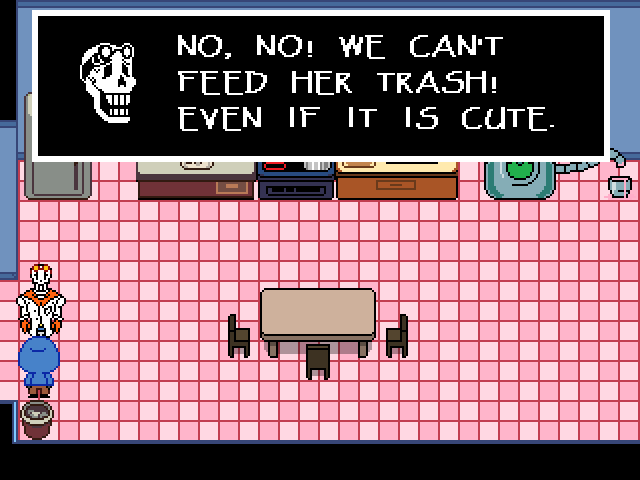 NO, NO! WE CAN'T
FEED HER TRASH!
EVEN IF IT IS CUTE.